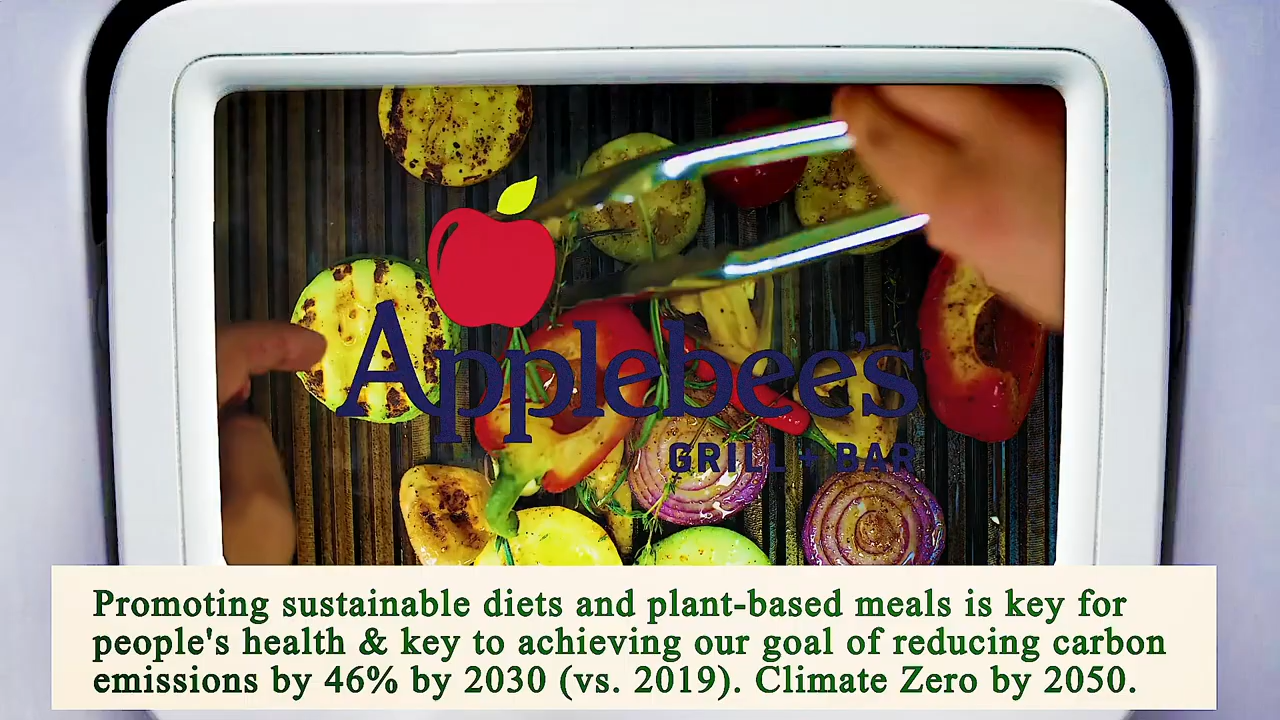 Applebee's
GRILL + BAR
Promoting sustainable diets and plant-based meals is key for
people's health & key to achieving our goal of reducing carbon
emissions by 46% by 2030 (vs. 2019). Climate Zero by 2050.